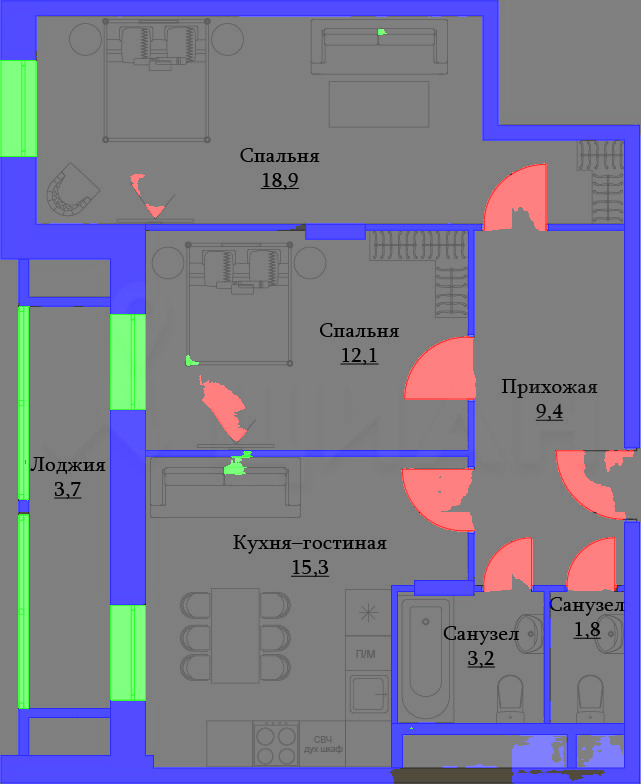 Спальня
18,9
Спальня
12,1
Прихожая
9,4
Лоджия
3,7
Кухня–гостиная
15,3
Санузел
1,8
Санузел
3,2
П/М
СВЧ
дух шкаф